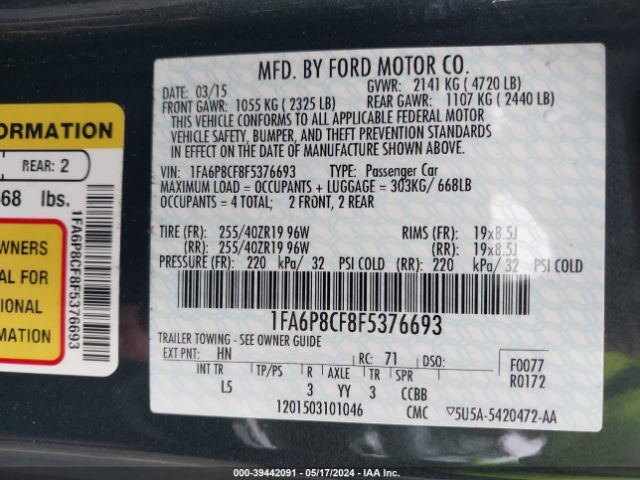 ORMATION
REAR: 2
668 lbs.
WNERS
AL FOR
IONAL
ON
1FA6P8CF8F5376693
MFD. BY FORD MOTOR CO.
DATE: 03/15 GVWR: 2141 KG ( 4720 LB)
FRONT GAWR: 1055 KG ( 2325 LB) REAR GAWR: 1107 KG ( 2440 LB)
THIS VEHICLE CONFORMS TO ALL APPLICABLE FEDERAL MOTOR
VEHICLE SAFETY, BUMPER, AND THEFT PREVENTION STANDARDS
IN EFFECT ON THE DATE OF MANUFACTURE SHOWN ABOVE.
VIN: 1FA6P8CF8F5376693 TYPE: Passenger Car
MAXIMUM LOAD = OCCUPANTS + LUGGAGE = 303KG/ 668LB
OCCUPANTS = 4 TOTAL; 2 FRONT, 2 REAR
TIRE (FR): 255/40ZR19 96W RIMS (FR): 19x8.5J
(RR): 255/40ZR19 96W (RR): 19x8.5J
PRESSURE (FR): 220 kPa/ 32 PSI COLD (RR): 220 kPa/ 32 PSI COLD
1FA6P8CF8F5376693
TRAILER TOWING - SEE OWNER GUIDE
EXT PNT: HN RC: 71 DSO: F0077
R0172
INT TR TP/PS R AXLE TR SPR
L5 3 YY 3 CCBB
1201503101046 CMC ▼5U5A-5420472-AA
000-39442091 - 05/17/2024 - IAA Inc.